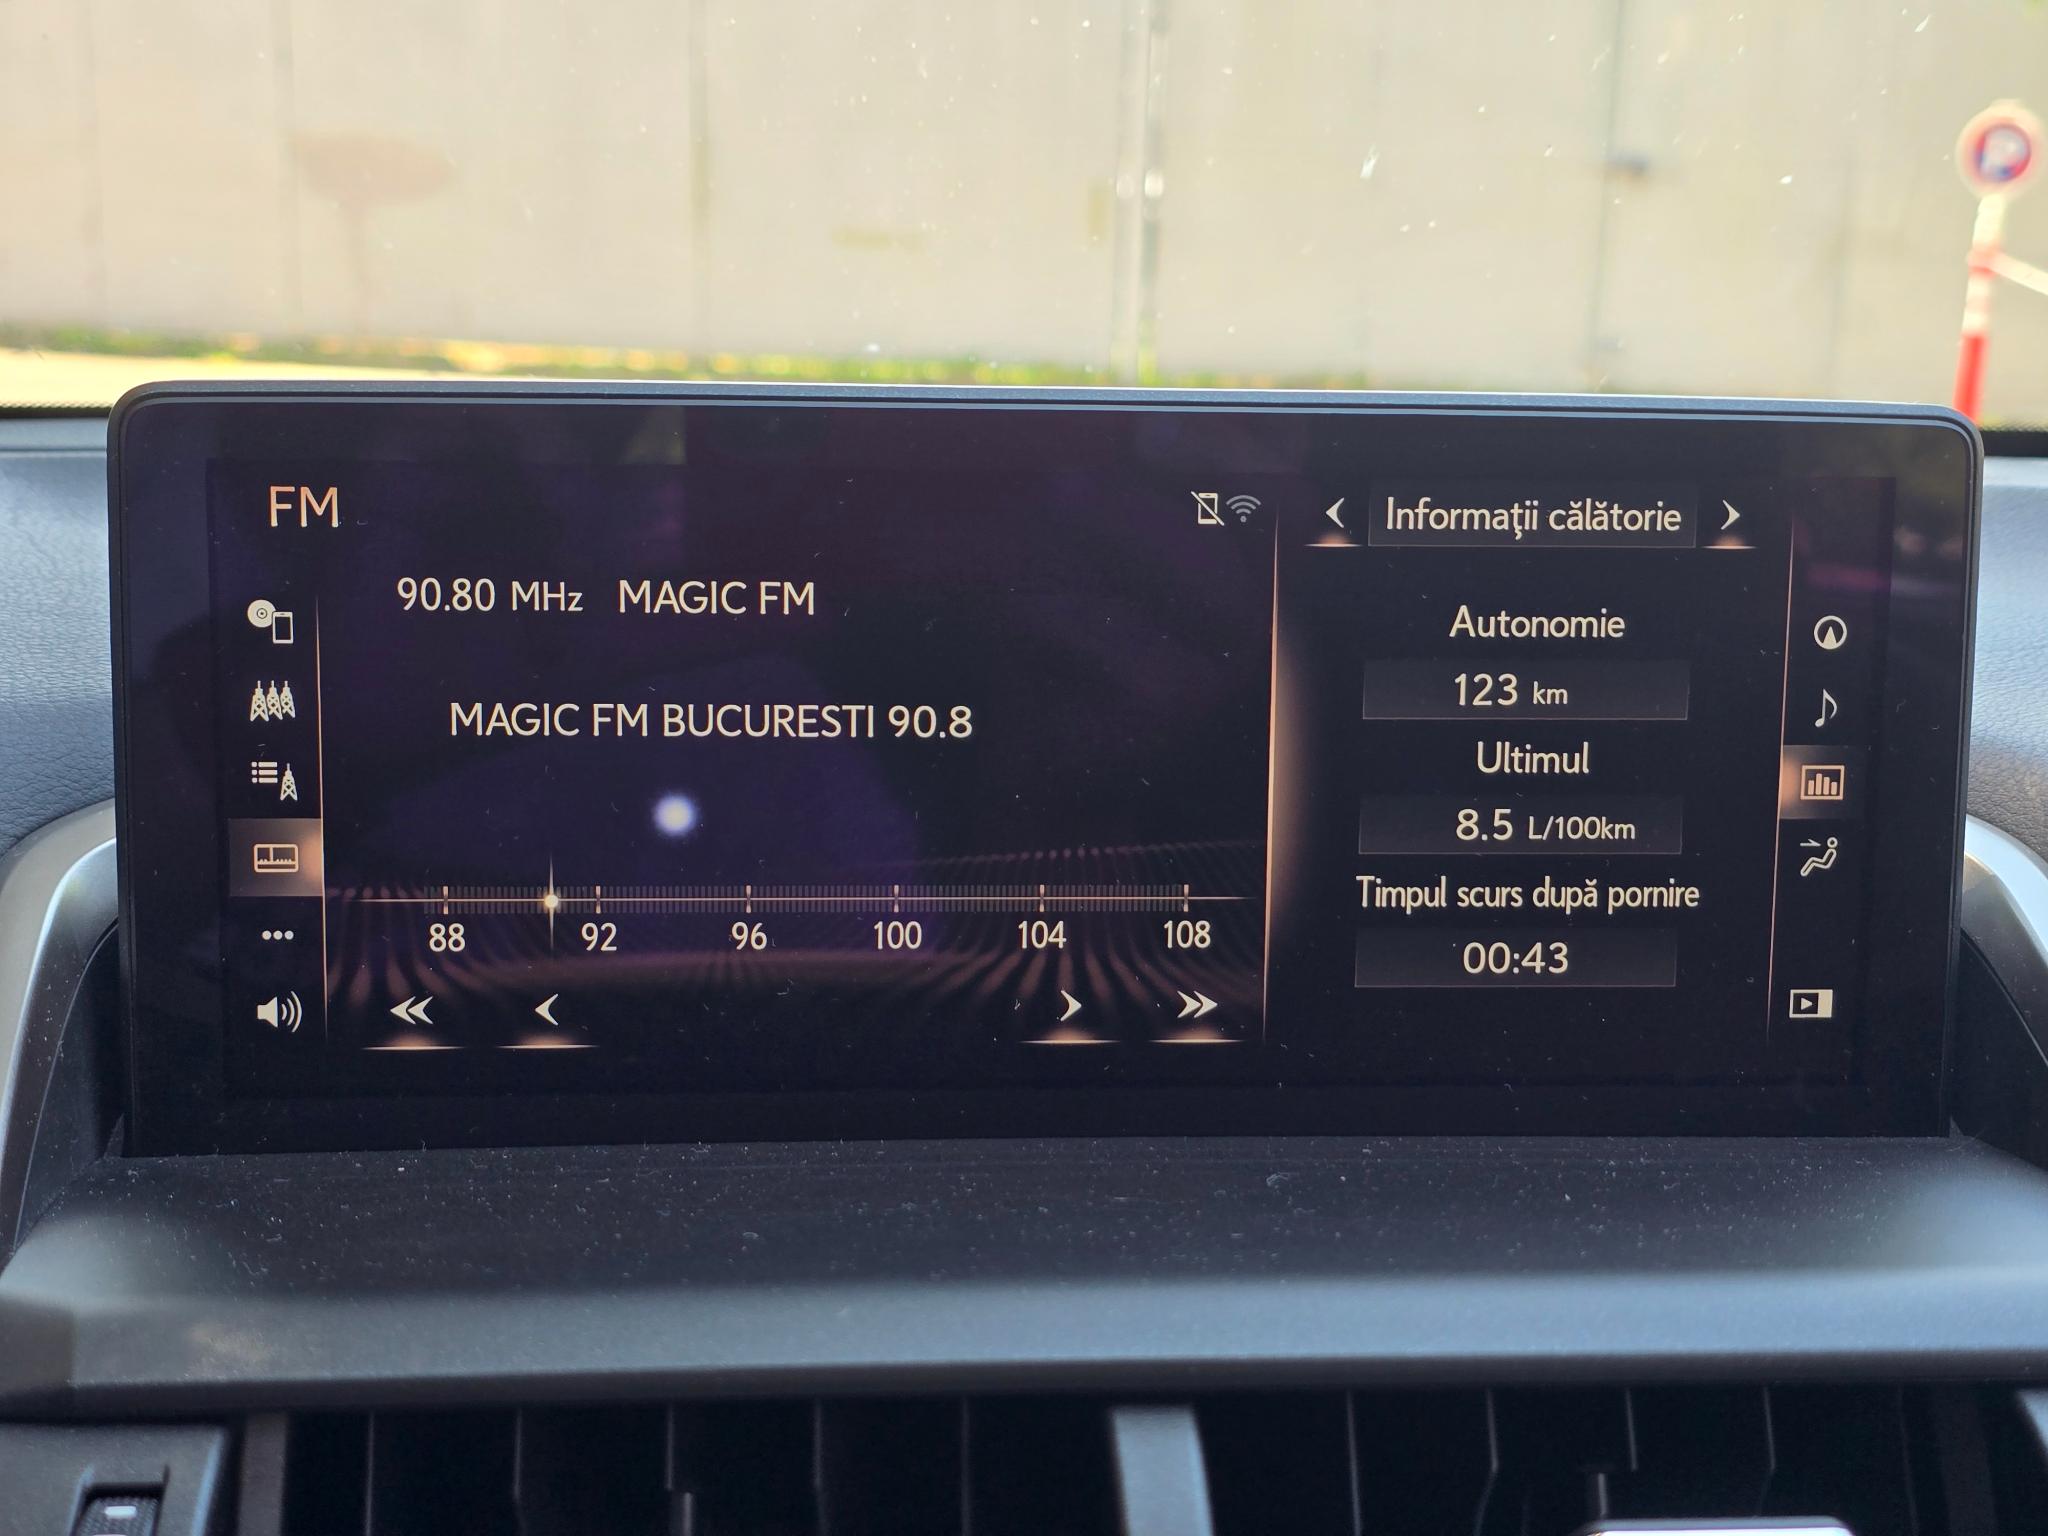 FM
90.80 MHz MAGIC FM
MAGIC FM BUCURESTI 90.8
88 92 96 100 104 108
Informaţii călătorie
Autonomie
123 km
Ultimul
8.5 L/100km
Timpul scurs după pornire
00:43